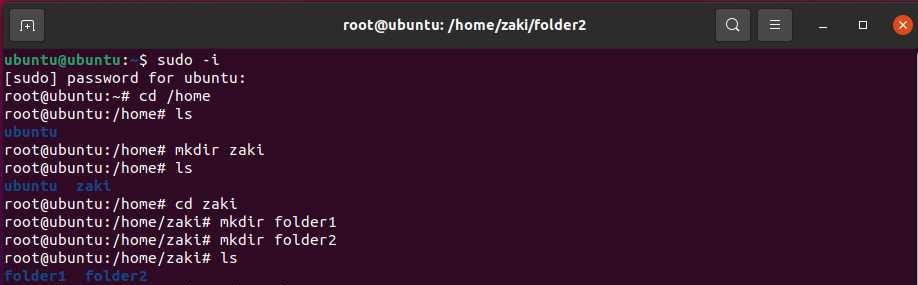 root@ubuntu: /home/zaki/folder2
ubuntu@ubuntu:~$ sudo -i
[sudo] password for ubuntu:
root@ubuntu:~# cd /home
root@ubuntu:/home# ls
ubuntu
root@ubuntu:/home# mkdir zaki
root@ubuntu:/home# ls
ubuntu  zaki
root@ubuntu:/home# cd zaki
root@ubuntu:/home/zaki# mkdir folder1
root@ubuntu:/home/zaki# mkdir folder2
root@ubuntu:/home/zaki# ls
folder1  folder2